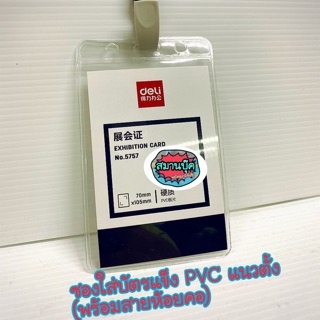 deli
得力办公
展会证
EXHIBITION CARD
No.5757
สมานบุ๊ค
70mm
x105mm
硬质
PVC胶片
ซองใส่บัตรแข็ง PVC แนวตั้ง
(พร้อมสายห้อยคอ)